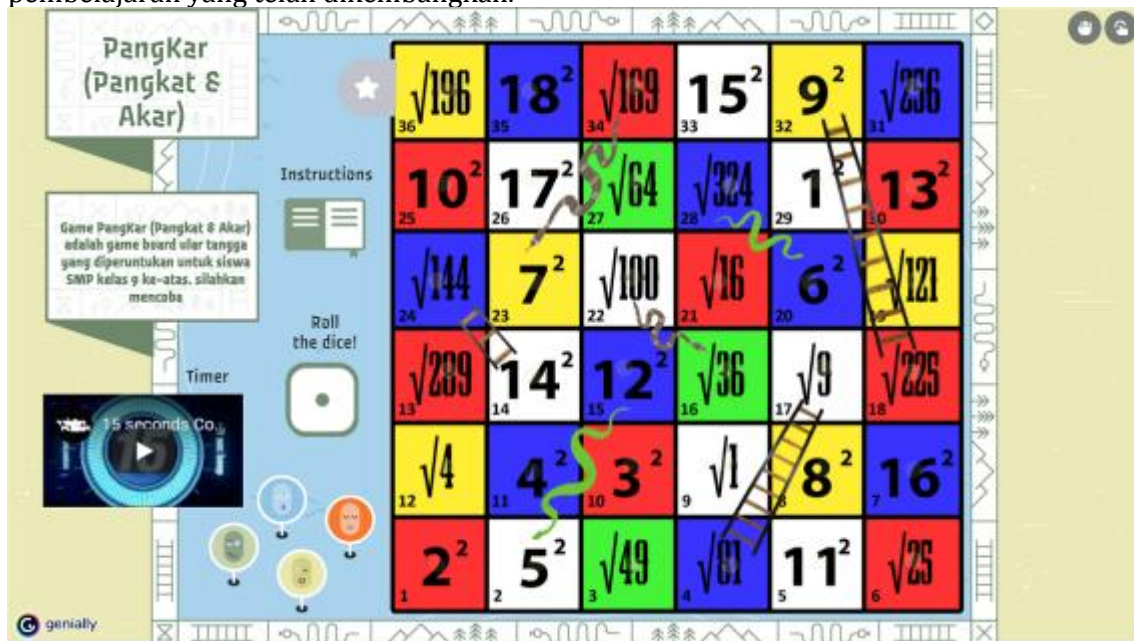 pembelajaran yang telah dikembangkan.
PangKar
(Pangkat &
Akar)
Instructions
Game PangKar (Pangkat & Akar)
adalah game board ular tangga
yang diperuntukan untuk siswa
SMP kelas 9 ke-atas. silahkan
mencoba
Roll
the dice!
Timer
15 seconds Co...
15
genially
√196 18² √169 15² 9² √256
36 35 34 33 32 31
10² 17² √64 √324 1² 13²
25 26 27 28 29 30
√144 7² √100 √16 6² √121
24 23 22 21 20
√289 14² 12² √36 √9 √225
13 14 15 16 17 18
√4 4² 3² √1 8² 16²
12 11 10 9 8 7
2² 5² √49 √81 11² √25
1 2 3 4 5 6